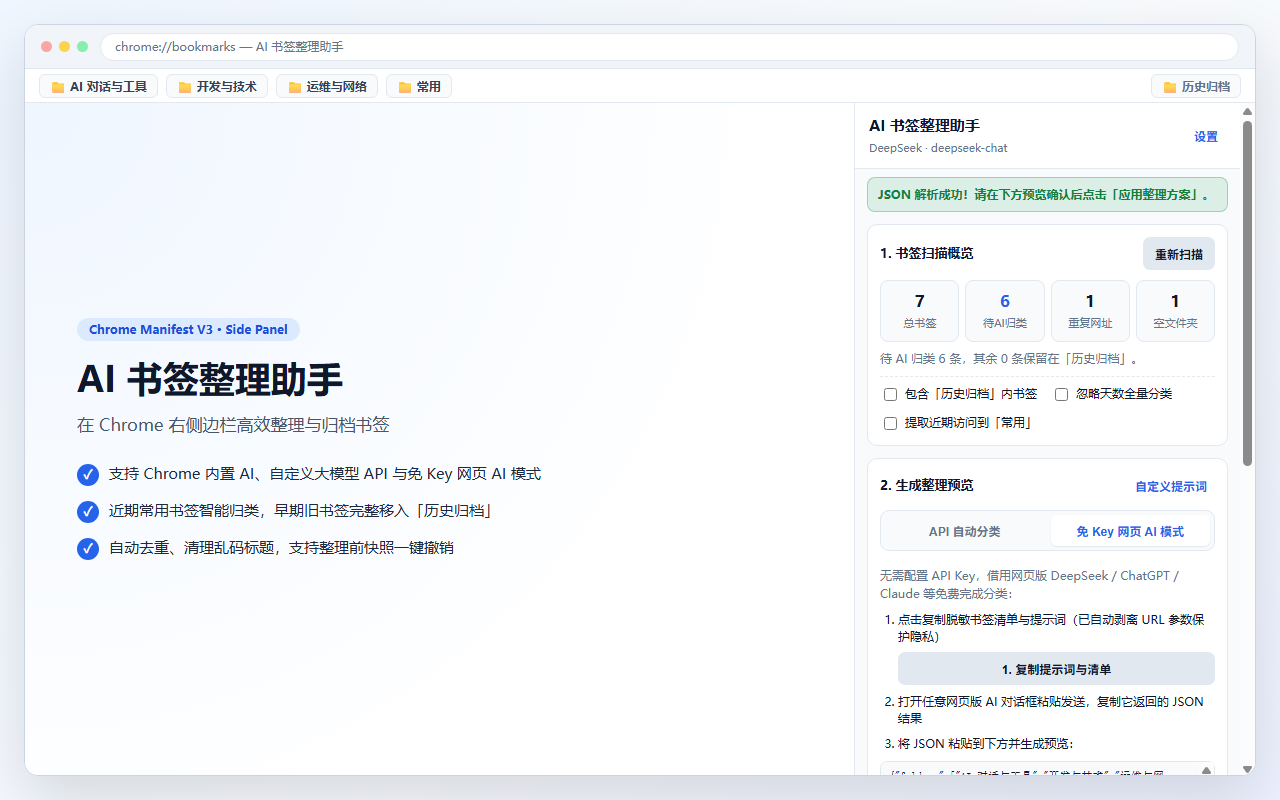 chrome://bookmarks — AI 书签整理助手
AI 对话与工具
开发与技术
运维与网络
常用
历史归档
Chrome Manifest V3 • Side Panel
AI 书签整理助手
在 Chrome 右侧边栏高效整理与归档书签
支持 Chrome 内置 AI、自定义大模型 API 与免 Key 网页 AI 模式
近期常用书签智能归类，早期旧书签完整移入「历史归档」
自动去重、清理乱码标题，支持整理前快照一键撤销
AI 书签整理助手
DeepSeek · deepseek-chat
设置
JSON 解析成功！请在下方预览确认后点击「应用整理方案」。
1. 书签扫描概览
重新扫描
7
总书签
6
待AI归类
1
重复网址
1
空文件夹
待 AI 归类 6 条，其余 0 条保留在「历史归档」。
包含「历史归档」内书签
忽略天数全量分类
提取近期访问到「常用」
2. 生成整理预览
自定义提示词
API 自动分类
免 Key 网页 AI 模式
无需配置 API Key，借用网页版 DeepSeek / ChatGPT /
Claude 等免费完成分类：
1. 点击复制脱敏书签清单与提示词（已自动剥离 URL 参数保
护隐私）
1. 复制提示词与清单
2. 打开任意网页版 AI 对话框粘贴发送，复制它返回的 JSON
结果
3. 将 JSON 粘贴到下方并生成预览：